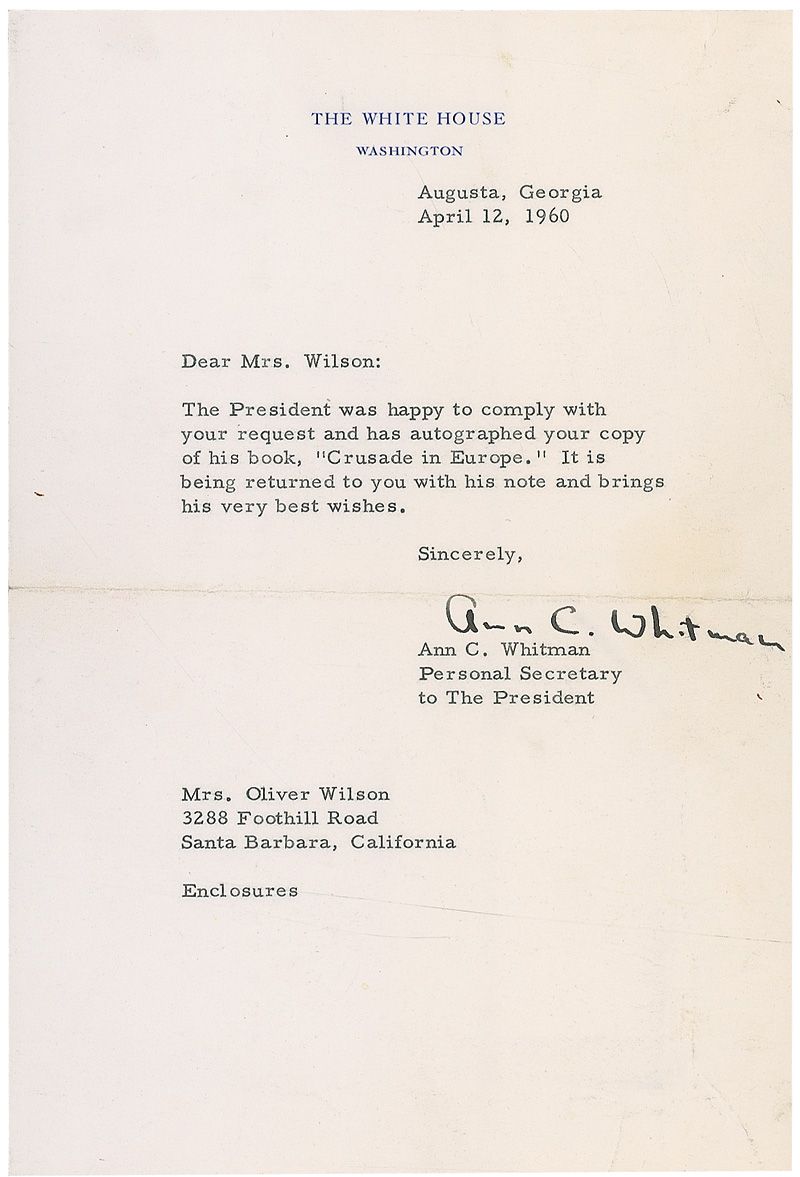 THE WHITE HOUSE
WASHINGTON
Augusta, Georgia
April 12, 1960
Dear Mrs. Wilson:
The President was happy to comply with
your request and has autographed your copy
of his book, "Crusade in Europe." It is
being returned to you with his note and brings
his very best wishes.
Sincerely,
Ann C. Whitman
Ann C. Whitman
Personal Secretary
to The President
Mrs. Oliver Wilson
3288 Foothill Road
Santa Barbara, California
Enclosures